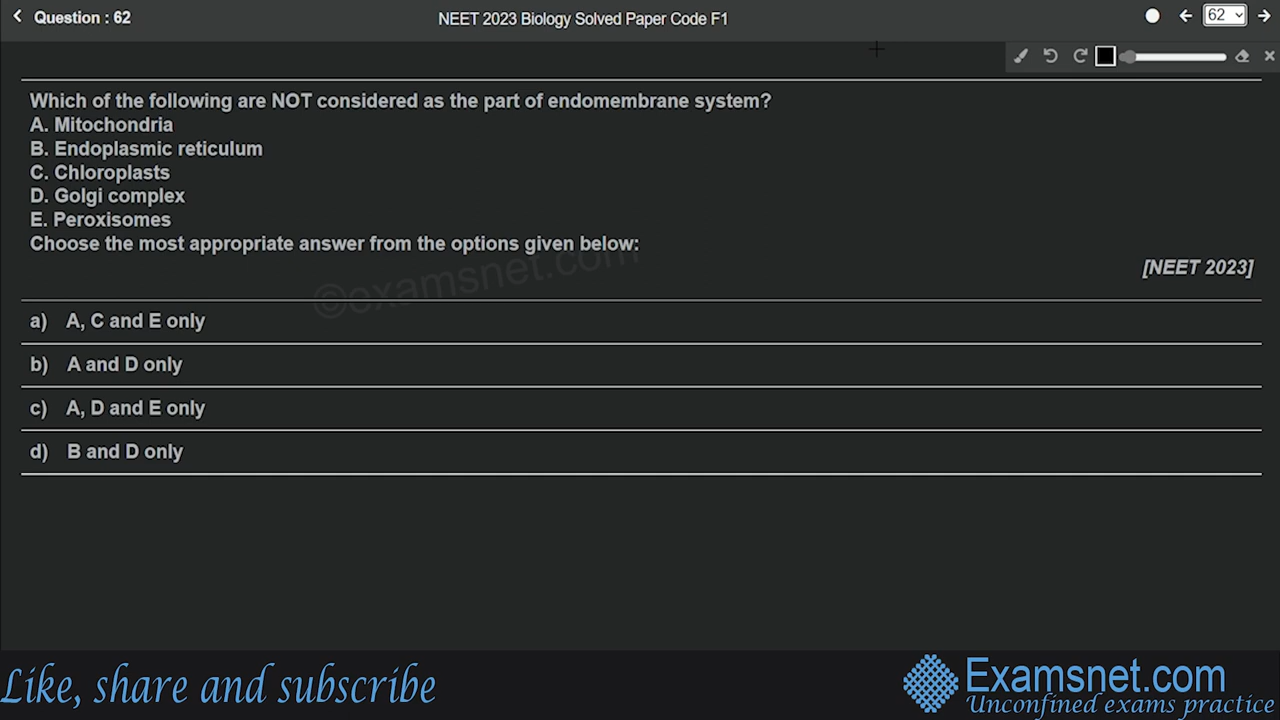 Question : 62
NEET 2023 Biology Solved Paper Code F1
62
Which of the following are NOT considered as the part of endomembrane system?
A. Mitochondria
B. Endoplasmic reticulum
C. Chloroplasts
D. Golgi complex
E. Peroxisomes
Choose the most appropriate answer from the options given below:
©examsnet.com
[NEET 2023]
a) A, C and E only
b) A and D only
c) A, D and E only
d) B and D only
Like, share and subscribe
Examsnet.com
Unconfined exams practice